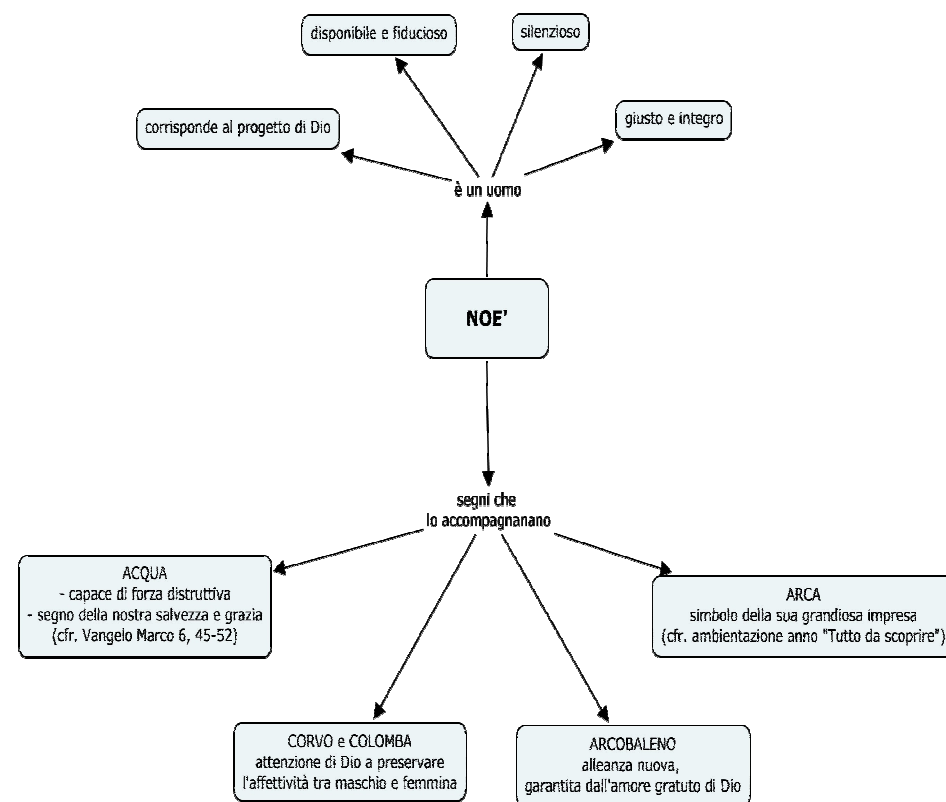 disponibile e fiducioso
silenzioso
corrisponde al progetto di Dio
giusto e integro
è un uomo
NOE'
segni che
lo accompagnanano
ACQUA
- capace di forza distruttiva
- segno della nostra salvezza e grazia
(cfr. Vangelo Marco 6, 45-52)
ARCA
simbolo della sua grandiosa impresa
(cfr. ambientazione anno "Tutto da scoprire")
CORVO e COLOMBA
attenzione di Dio a preservare
l'affettività tra maschio e femmina
ARCOBALENO
alleanza nuova,
garantita dall'amore gratuto di Dio